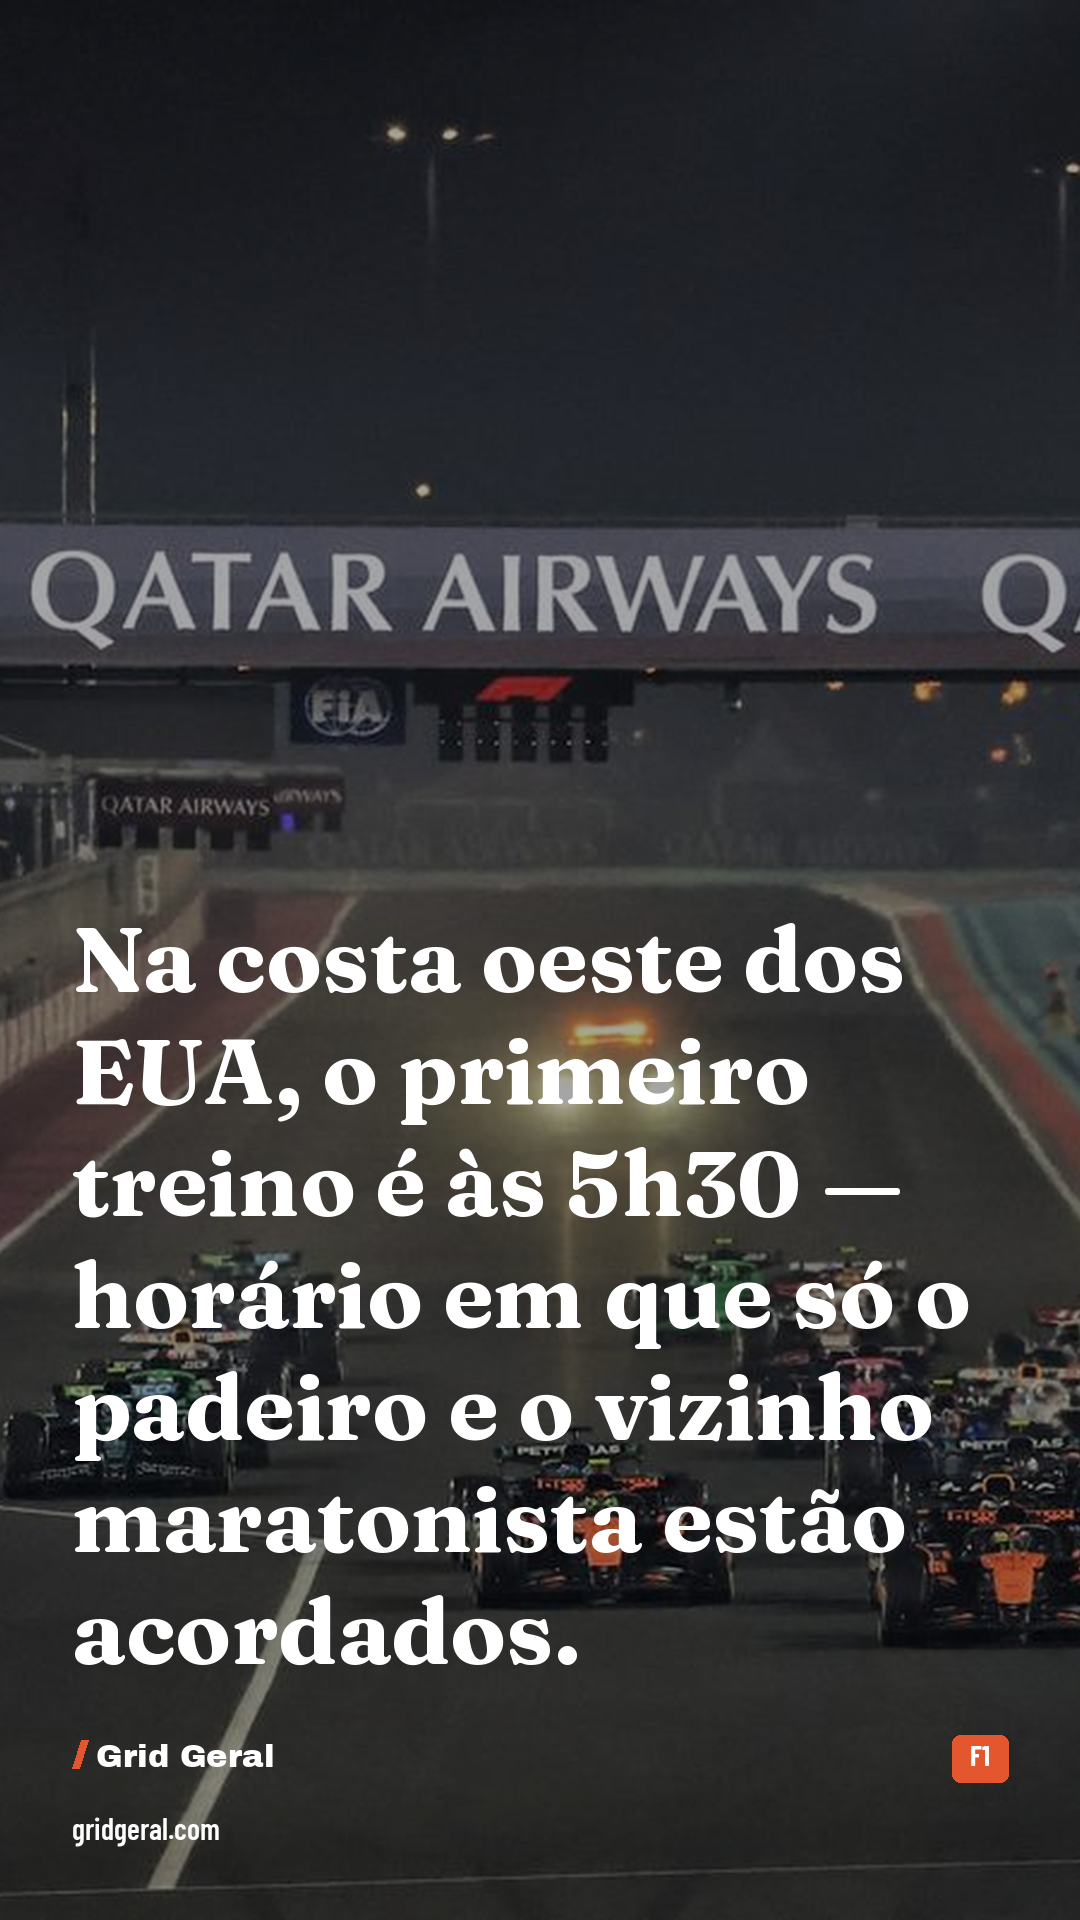 QATAR AIRWAYS Q
FIA
QATAR AIRWAYS
Na costa oeste dos
EUA, o primeiro
treino é às 5h30 —
horário em que só o
padeiro e o vizinho
maratonista estão
acordados.
/ Grid Geral
F1
gridgeral.com